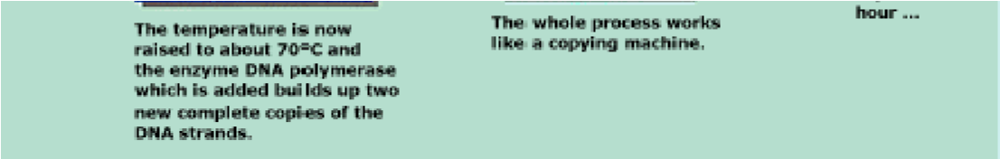 The temperature is now
raised to about 70ºC and
the enzyme DNA polymerase
which is added builds up two
new complete copies of the
DNA strands.
The whole process works
like a copying machine.
hour ...